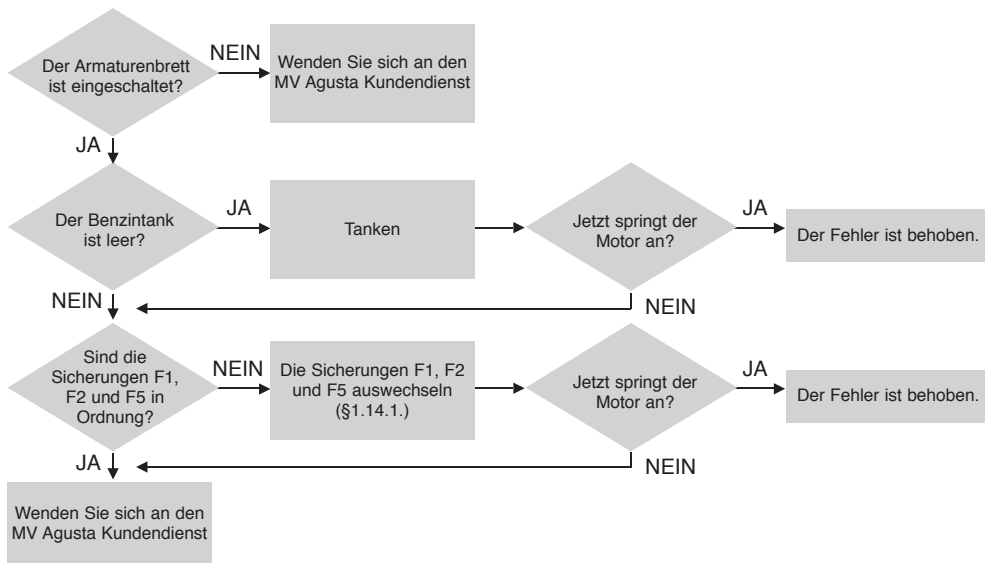 Der Armaturenbrett
ist eingeschaltet?
NEIN
Wenden Sie sich an den
MV Agusta Kundendienst
JA
Der Benzintank
ist leer?
JA
Tanken
Jetzt springt der
Motor an?
JA
Der Fehler ist behoben.
NEIN
NEIN
Sind die
Sicherungen F1,
F2 und F5 in
Ordnung?
NEIN
Die Sicherungen F1, F2
und F5 auswechseln
(§1.14.1.)
Jetzt springt der
Motor an?
JA
Der Fehler ist behoben.
JA
NEIN
Wenden Sie sich an den
MV Agusta Kundendienst